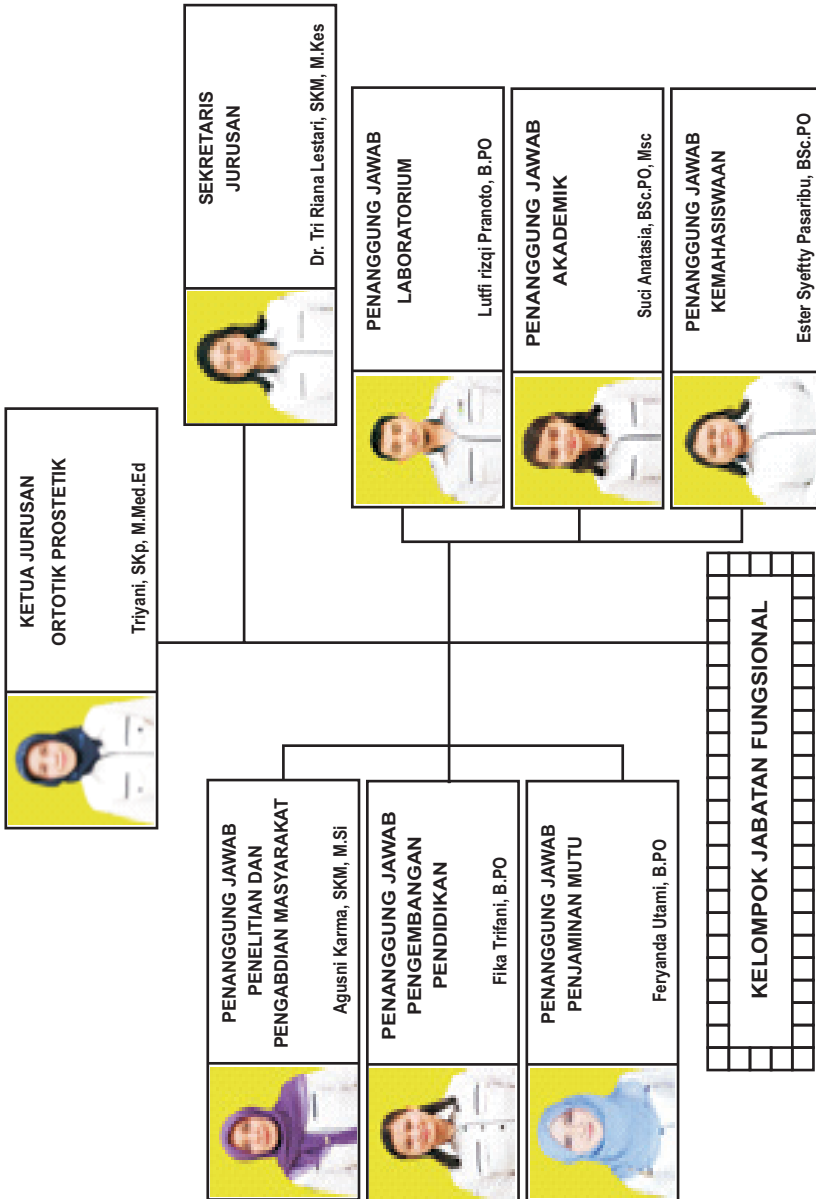 KETUA JURUSAN
ORTOTIK PROSTETIK
Triyani, SKp, M.Med.Ed
SEKRETARIS
JURUSAN
Dr. Tri Riana Lestari, SKM, M.Kes
PENANGGUNG JAWAB
PENELITIAN DAN
PENGABDIAN MASYARAKAT
Agusni Karma, SKM, M.Si
PENANGGUNG JAWAB
PENGEMBANGAN
PENDIDIKAN
Fika Trifani, B.PO
PENANGGUNG JAWAB
PENJAMINAN MUTU
Feryanda Utami, B.PO
PENANGGUNG JAWAB
LABORATORIUM
Lutfi rizqi Pranoto, B.PO
PENANGGUNG JAWAB
AKADEMIK
Suci Anatasia, BSc.PO, Msc
PENANGGUNG JAWAB
KEMAHASISWAAN
Ester Syeftty Pasaribu, BSc.PO
KELOMPOK JABATAN FUNGSIONAL